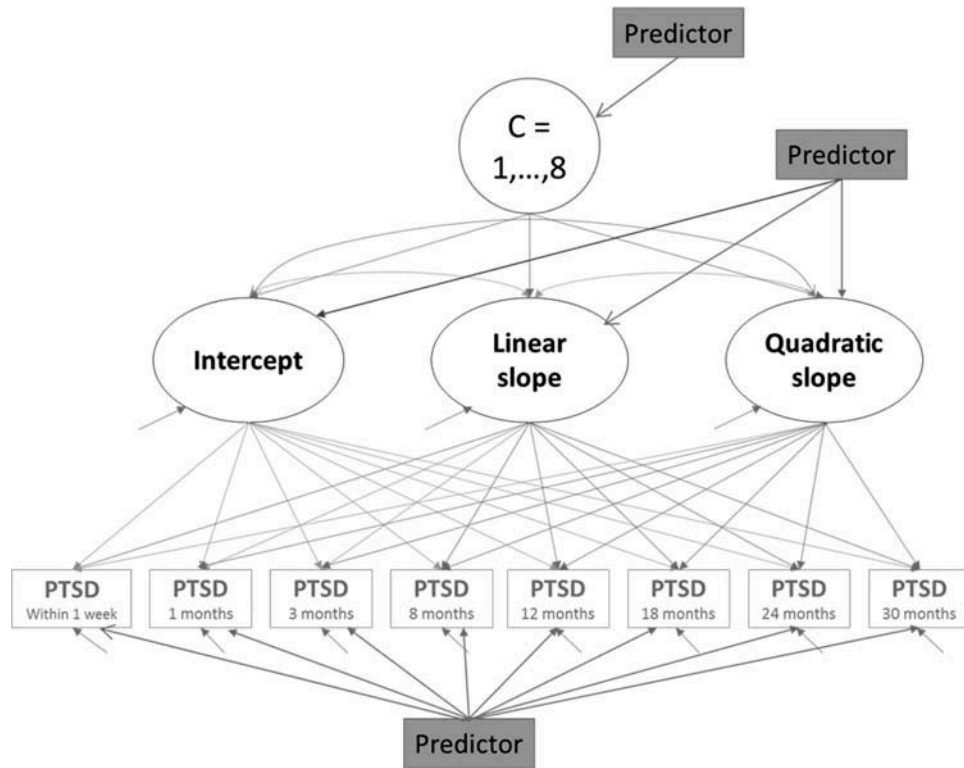 Predictor
C =
1,...,8
Predictor
Intercept
Linear
slope
Quadratic
slope
PTSD
Within 1 week
PTSD
1 months
PTSD
3 months
PTSD
8 months
PTSD
12 months
PTSD
18 months
PTSD
24 months
PTSD
30 months
Predictor